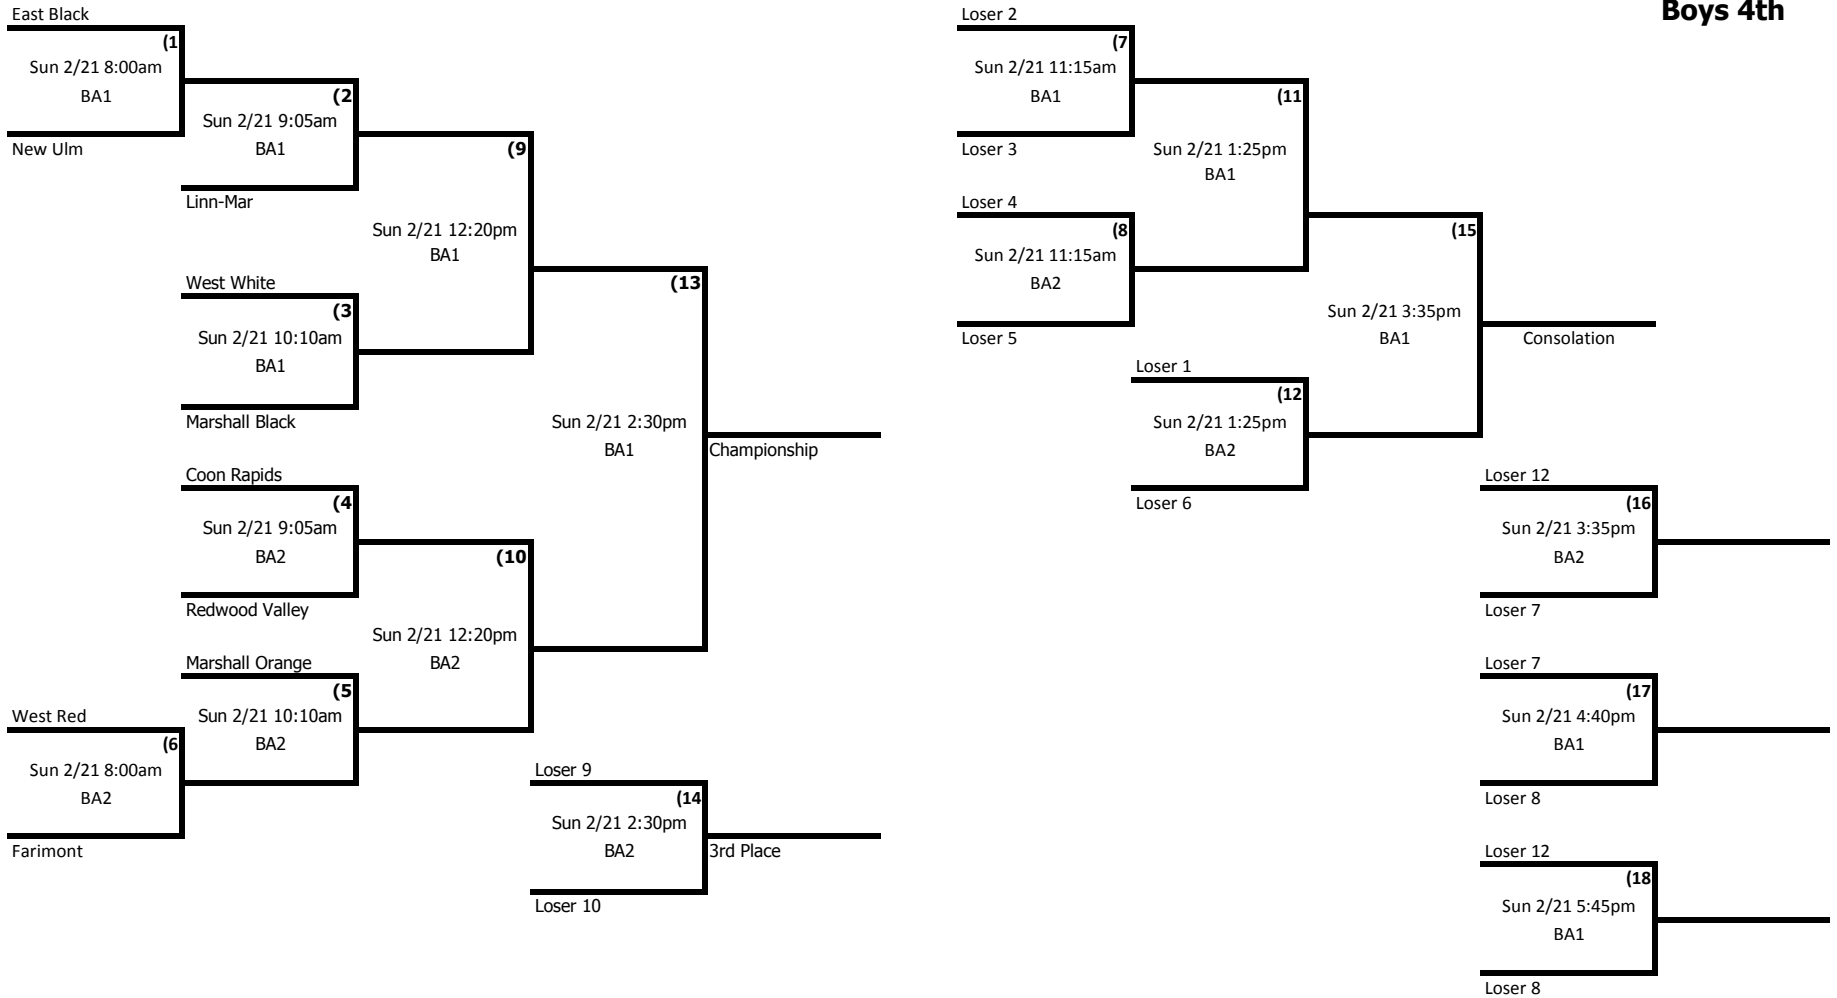 Boys 4th
East Black
(1
Sun 2/21 8:00am
BA1
New Ulm
(2
Sun 2/21 9:05am
BA1
Linn-Mar
(9
Sun 2/21 12:20pm
BA1
West White
(3
Sun 2/21 10:10am
BA1
Marshall Black
(13
Sun 2/21 2:30pm
BA1
Championship
Coon Rapids
(4
Sun 2/21 9:05am
BA2
Redwood Valley
(10
Sun 2/21 12:20pm
BA2
Marshall Orange
(5
Sun 2/21 10:10am
BA2
West Red
(6
Sun 2/21 8:00am
BA2
Farimont
Loser 9
(14
Sun 2/21 2:30pm
BA2
3rd Place
Loser 10
Loser 2
(7
Sun 2/21 11:15am
BA1
Loser 3
(11
Sun 2/21 1:25pm
BA1
Loser 4
(8
Sun 2/21 11:15am
BA2
Loser 5
(15
Sun 2/21 3:35pm
BA1
Consolation
Loser 1
(12
Sun 2/21 1:25pm
BA2
Loser 6
Loser 12
(16
Sun 2/21 3:35pm
BA2
Loser 7
Loser 7
(17
Sun 2/21 4:40pm
BA1
Loser 8
Loser 12
(18
Sun 2/21 5:45pm
BA1
Loser 8